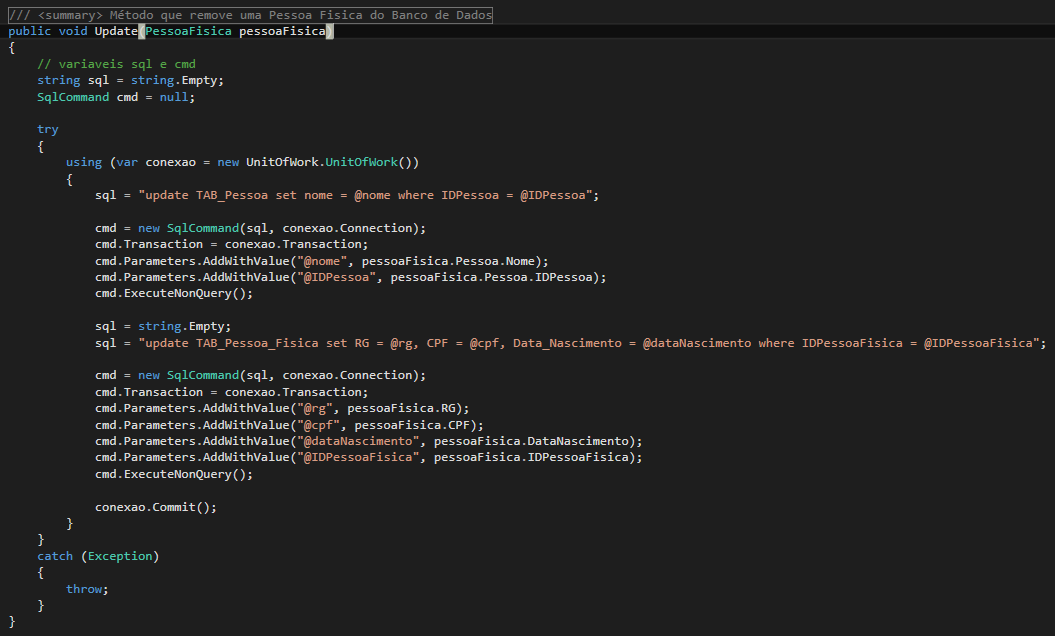 /// <summary> Método que remove uma Pessoa Fisica do Banco de Dados
public void Update(PessoaFisica pessoaFisica)
{
    // variaveis sql e cmd
    string sql = string.Empty;
    SqlCommand cmd = null;
    try
    {
        using (var conexao = new UnitOfWork.UnitOfWork())
        {
            sql = "update TAB_Pessoa set nome = @nome where IDPessoa = @IDPessoa";
            cmd = new SqlCommand(sql, conexao.Connection);
            cmd.Transaction = conexao.Transaction;
            cmd.Parameters.AddWithValue("@nome", pessoaFisica.Pessoa.Nome);
            cmd.Parameters.AddWithValue("@IDPessoa", pessoaFisica.Pessoa.IDPessoa);
            cmd.ExecuteNonQuery();
            sql = string.Empty;
            sql = "update TAB_Pessoa_Fisica set RG = @rg, CPF = @cpf, Data_Nascimento = @dataNascimento where IDPessoaFisica = @IDPessoaFisica";
            cmd = new SqlCommand(sql, conexao.Connection);
            cmd.Transaction = conexao.Transaction;
            cmd.Parameters.AddWithValue("@rg", pessoaFisica.RG);
            cmd.Parameters.AddWithValue("@cpf", pessoaFisica.CPF);
            cmd.Parameters.AddWithValue("@dataNascimento", pessoaFisica.DataNascimento);
            cmd.Parameters.AddWithValue("@IDPessoaFisica", pessoaFisica.IDPessoaFisica);
            cmd.ExecuteNonQuery();
            conexao.Commit();
        }
    }
    catch (Exception)
    {
        throw;
    }
}